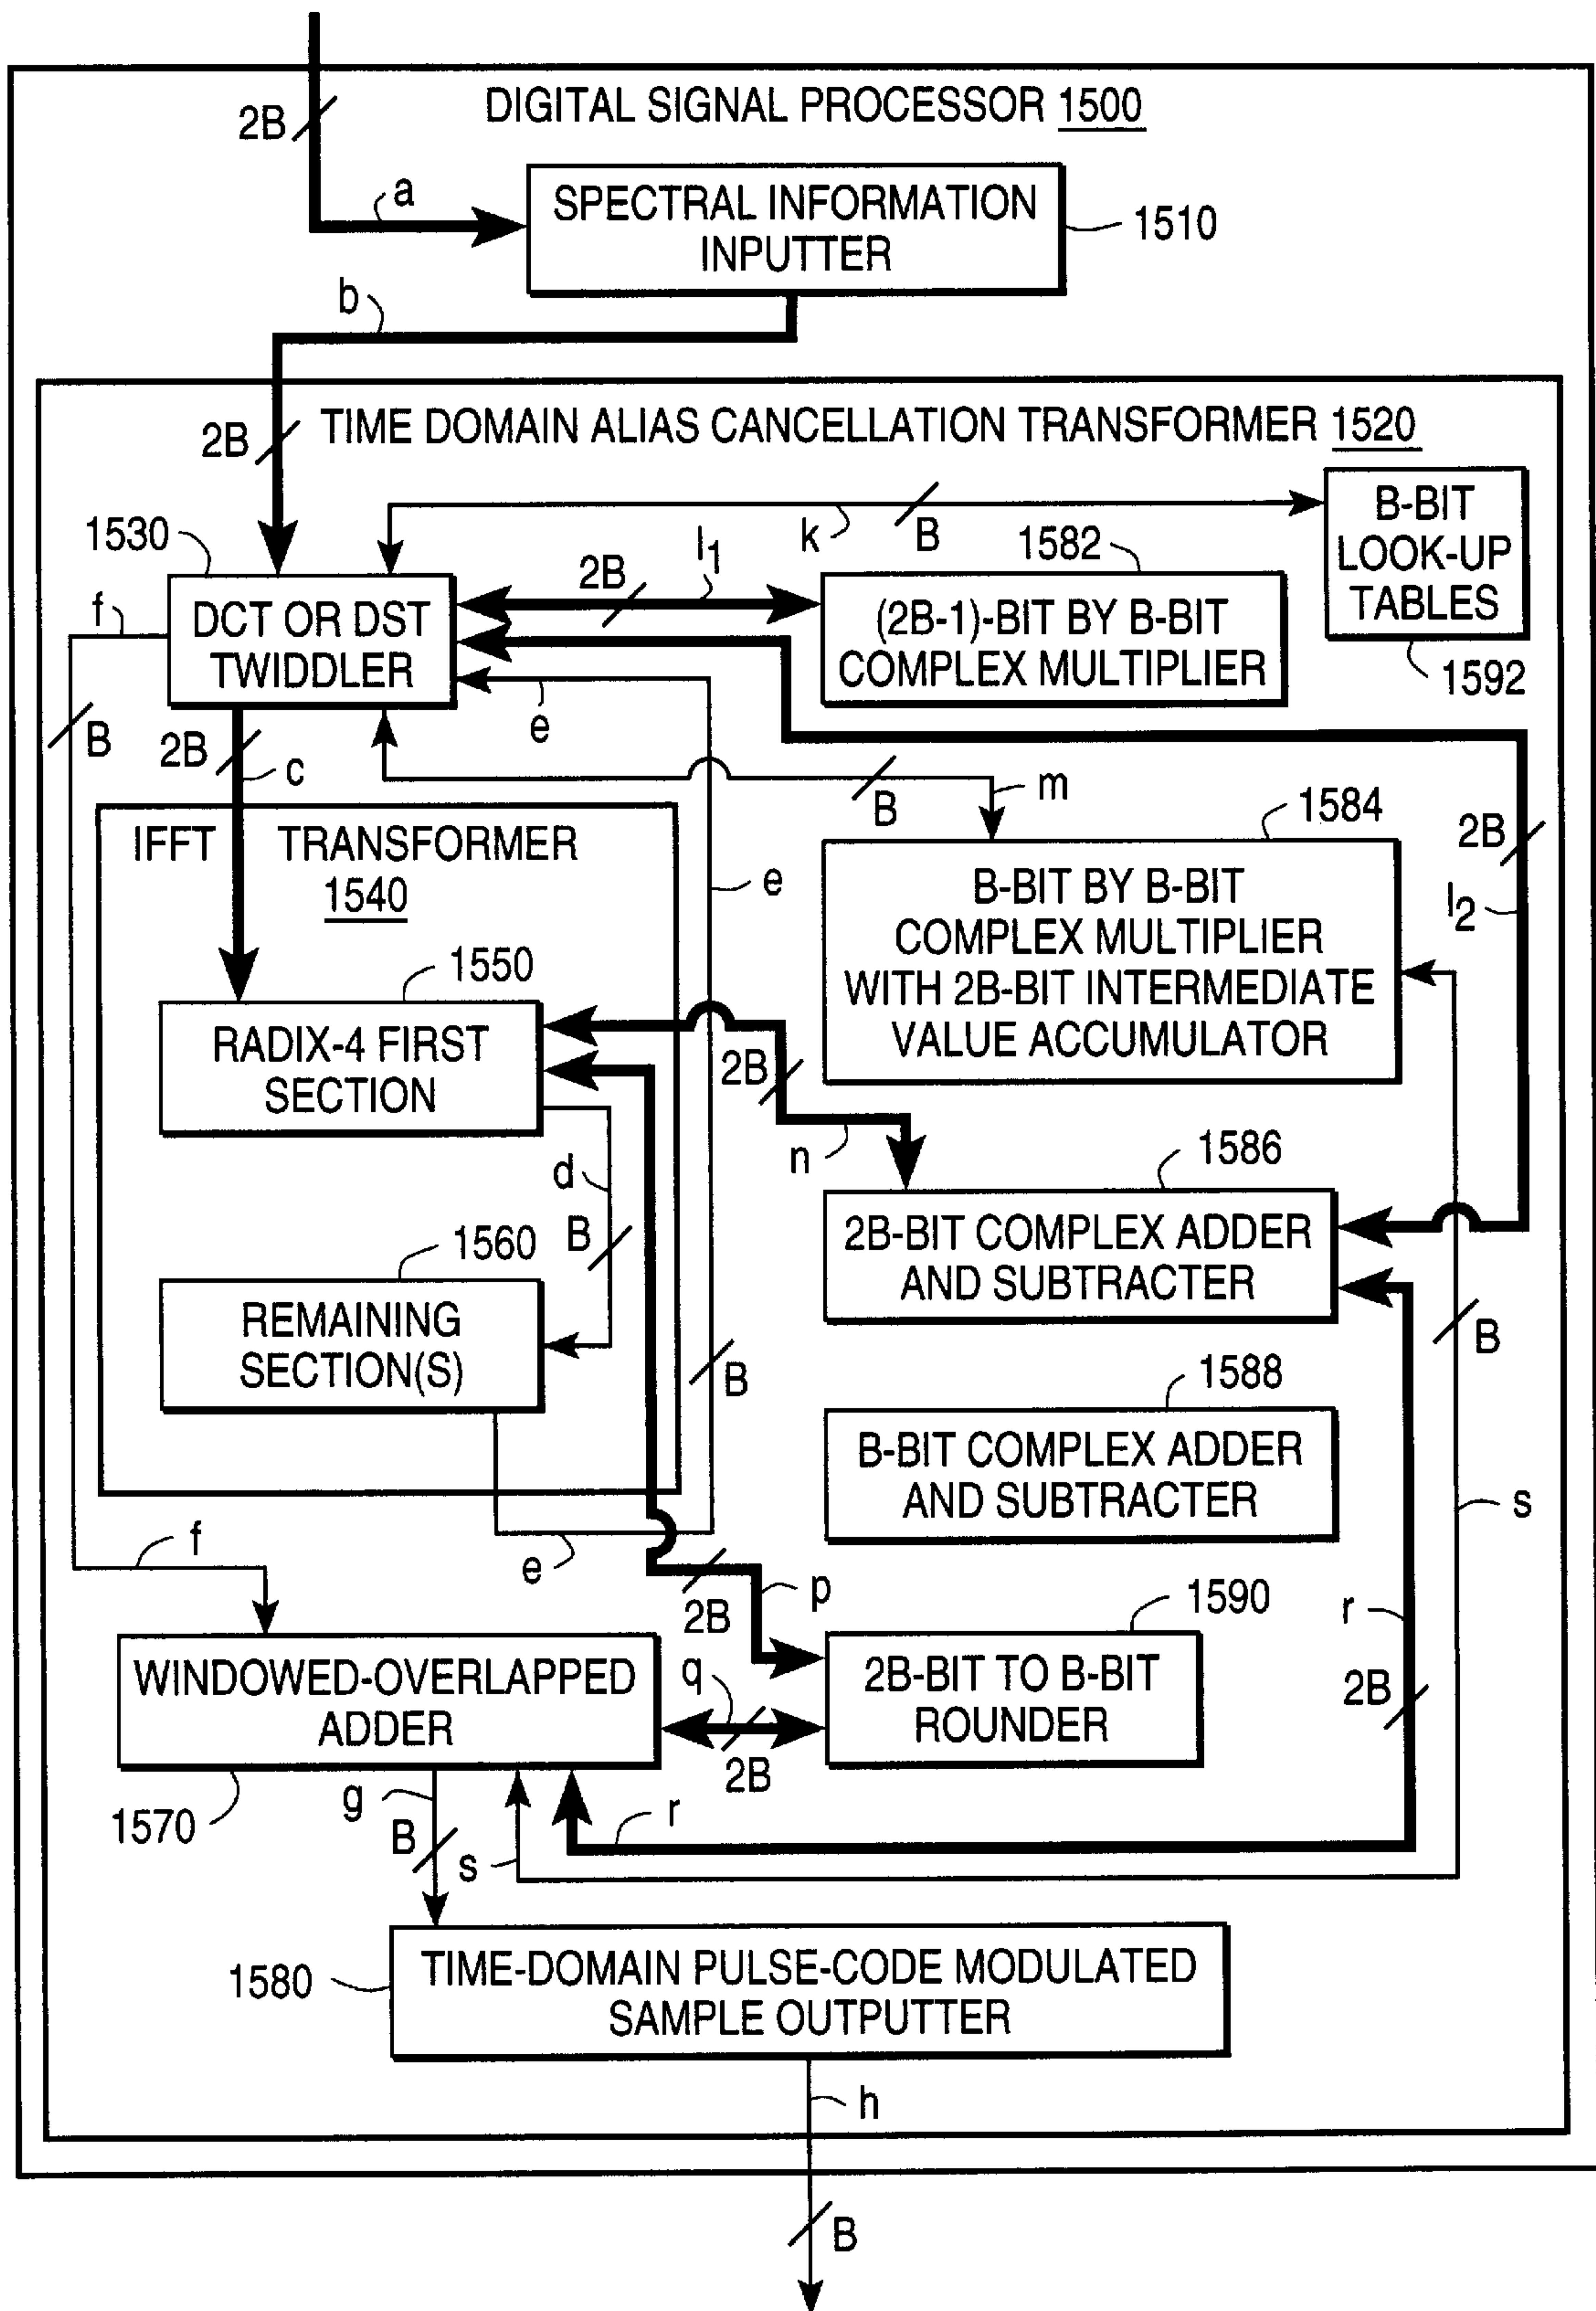 2B
DIGITAL SIGNAL PROCESSOR 1500
a
SPECTRAL INFORMATION
INPUTTER
1510
b
2B
TIME DOMAIN ALIAS CANCELLATION TRANSFORMER 1520
B-BIT
LOOK-UP
TABLES
1592
k
B
1530
DCT OR DST
TWIDDLER
2B
l1
1582
(2B-1)-BIT BY B-BIT
COMPLEX MULTIPLIER
f
B
e
2B
c
B
m
IFFT TRANSFORMER
1540
e
1584
B-BIT BY B-BIT
COMPLEX MULTIPLIER
WITH 2B-BIT INTERMEDIATE
VALUE ACCUMULATOR
2B
l2
1550
RADIX-4 FIRST
SECTION
2B
n
d
B
1586
2B-BIT COMPLEX ADDER
AND SUBTRACTER
1560
REMAINING
SECTION(S)
B
B
1588
B-BIT COMPLEX ADDER
AND SUBTRACTER
s
f
e
2B
p
1590
2B-BIT TO B-BIT
ROUNDER
r
2B
WINDOWED-OVERLAPPED
ADDER
q
2B
1570
g
B
s
r
1580
TIME-DOMAIN PULSE-CODE MODULATED
SAMPLE OUTPUTTER
h
B